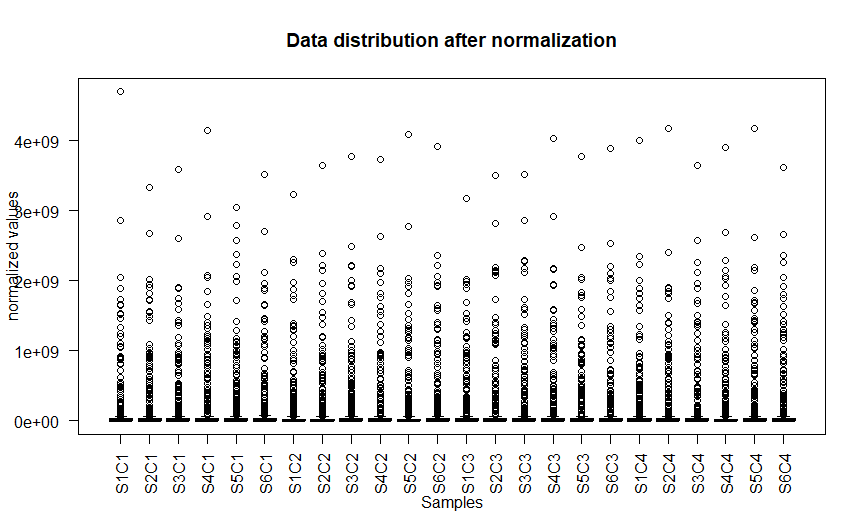 Data distribution after normalization
normalized values
4e+09
3e+09
2e+09
1e+09
0e+00
S1C1
S2C1
S3C1
S4C1
S5C1
S6C1
S1C2
S2C2
S3C2
S4C2
S5C2
S6C2
S1C3
S2C3
S3C3
S4C3
S5C3
S6C3
S1C4
S2C4
S3C4
S4C4
S5C4
S6C4
Samples